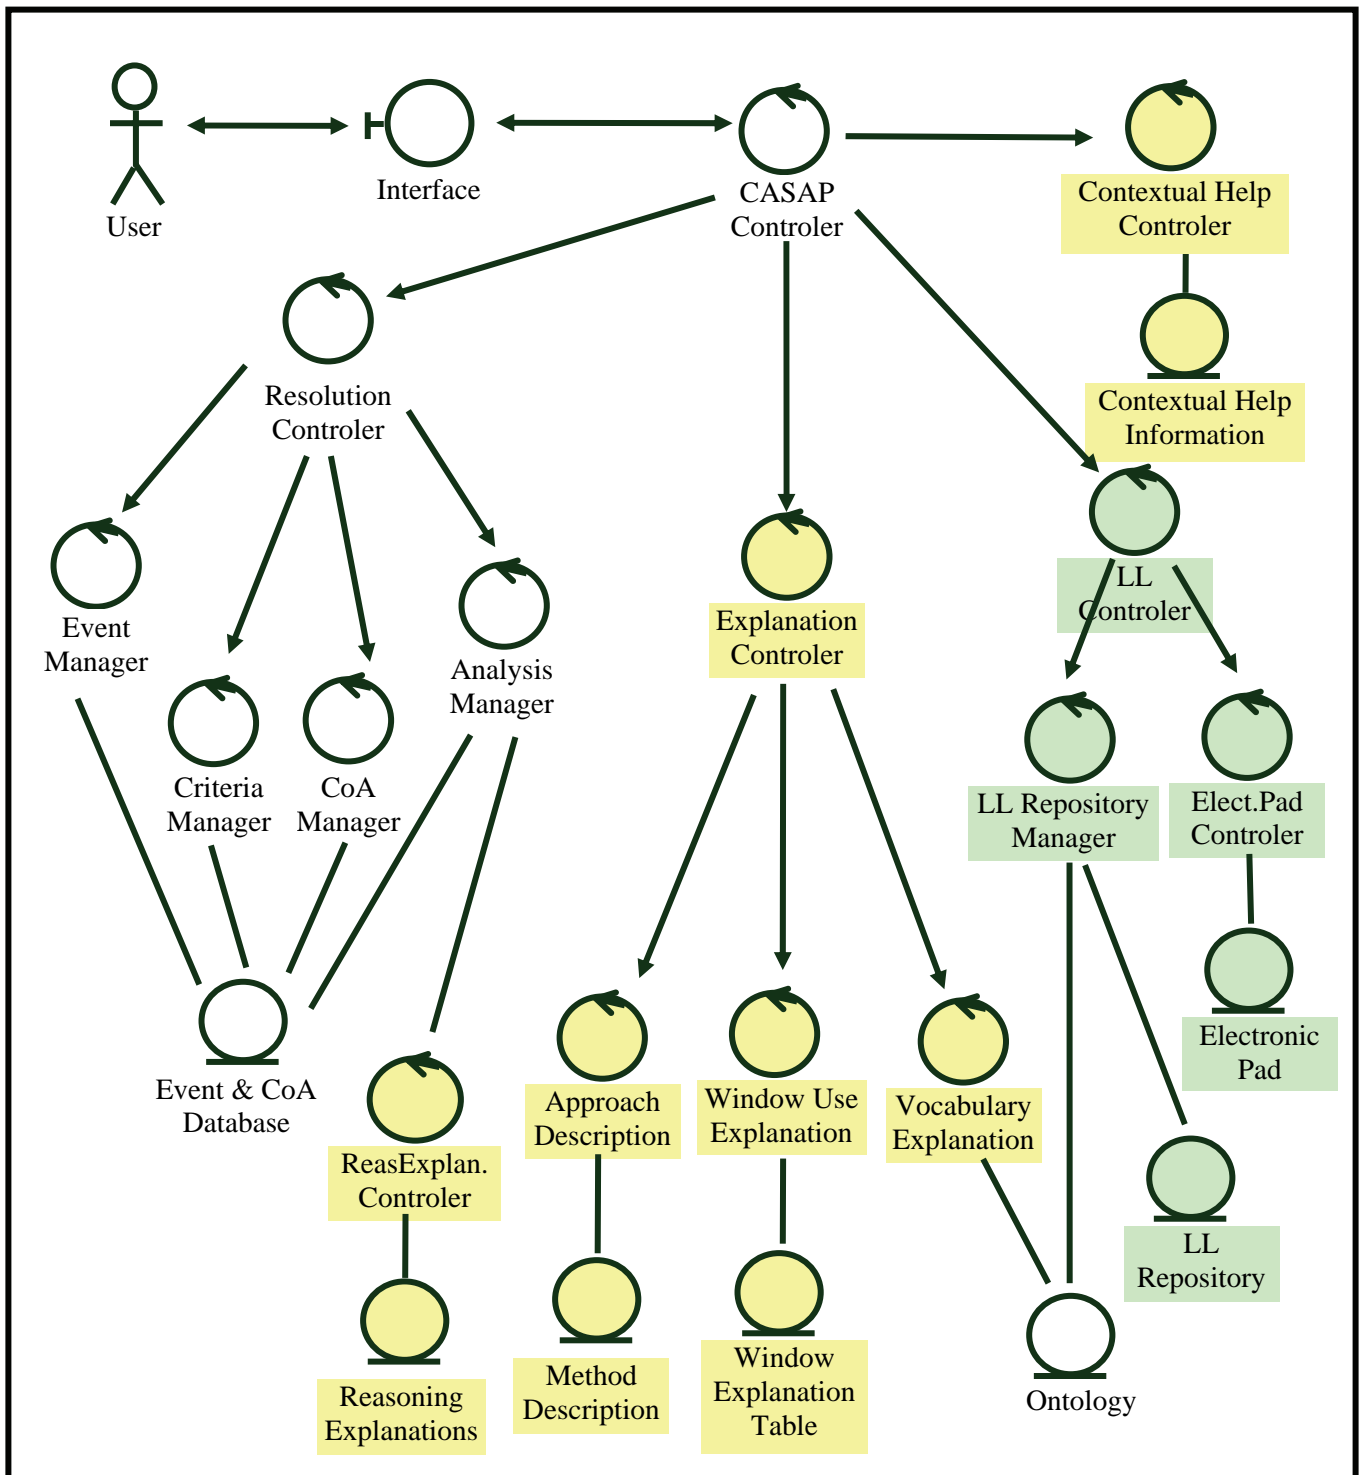 User
Interface
CASAP
Controler
Contextual Help
Controler
Resolution
Controler
Contextual Help
Information
Event
Manager
Analysis
Manager
Explanation
Controler
LL
Controler
Criteria
Manager
CoA
Manager
LL Repository
Manager
Elect.Pad
Controler
Event & CoA
Database
ReasExplan.
Controler
Approach
Description
Window Use
Explanation
Vocabulary
Explanation
Electronic
Pad
LL
Repository
Reasoning
Explanations
Method
Description
Window
Explanation
Table
Ontology